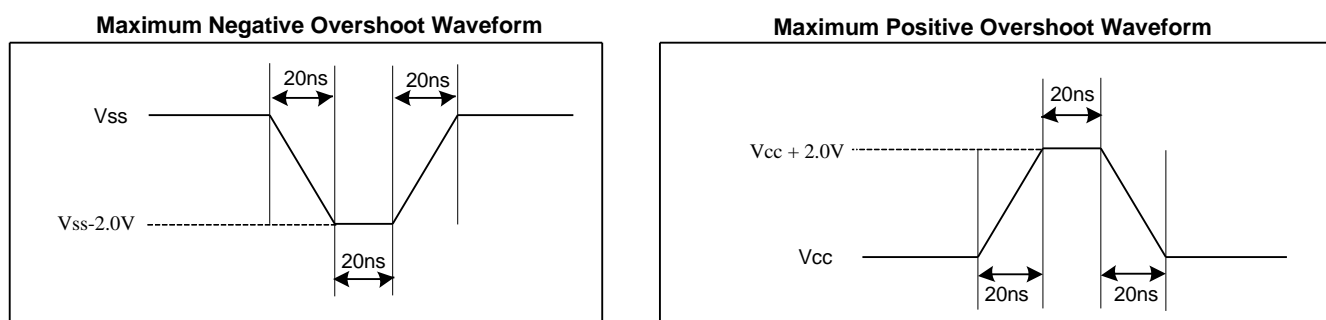 Maximum Negative Overshoot Waveform
20ns
20ns
Vss
Vss-2.0V
20ns
Maximum Positive Overshoot Waveform
20ns
Vcc + 2.0V
Vcc
20ns
20ns